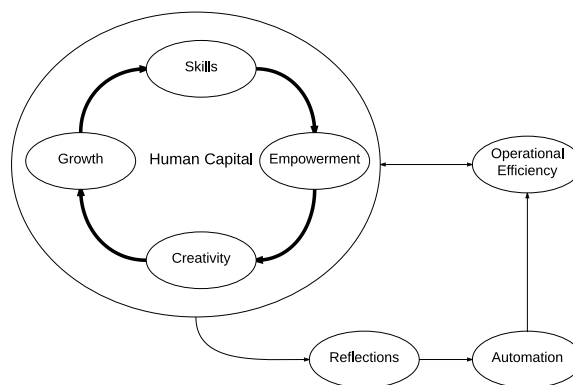 Skills
Growth
Human Capital
Empowerment
Operational
Efficiency
Creativity
Reflections
Automation